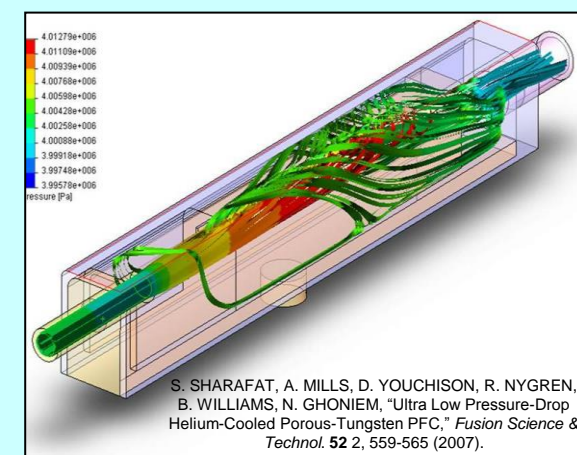 4.01279e+006
4.01109e+006
4.00939e+006
4.00768e+006
4.00598e+006
4.00428e+006
4.00258e+006
4.00088e+006
3.99918e+006
3.99748e+006
3.99578e+006
ressure [Pa]
S. SHARAFAT, A. MILLS, D. YOUCHISON, R. NYGREN,
B. WILLIAMS, N. GHONIEM, “Ultra Low Pressure-Drop
Helium-Cooled Porous-Tungsten PFC,” Fusion Science &
Technol. 52 2, 559-565 (2007).